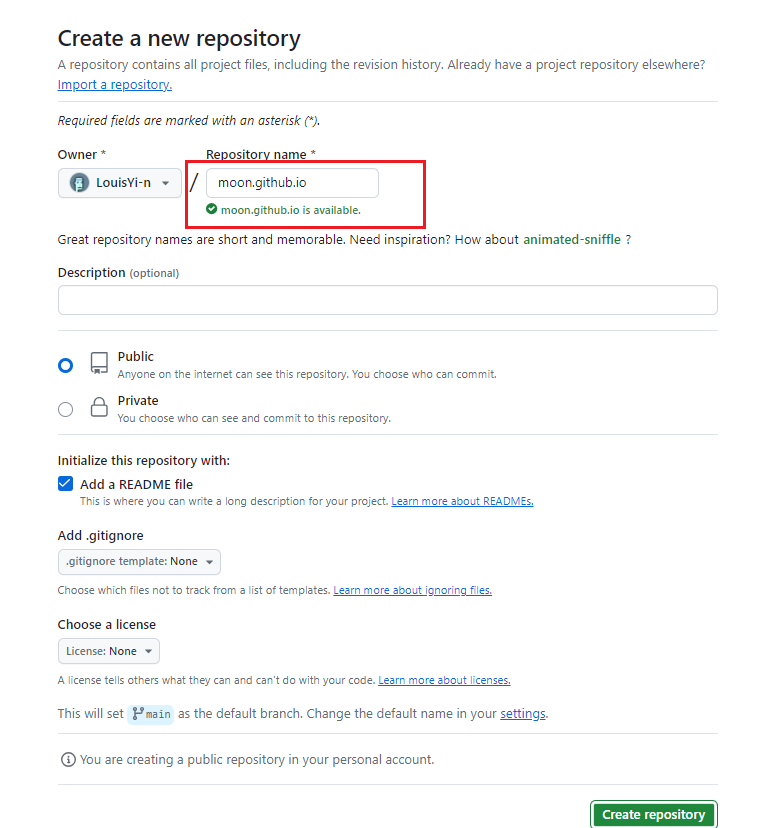 Create a new repository
A repository contains all project files, including the revision history. Already have a project repository elsewhere?
Import a repository.
Required fields are marked with an asterisk (*).
Owner * Repository name *
LouisYi-n / moon.github.io
moon.github.io is available.
Great repository names are short and memorable. Need inspiration? How about animated-sniffle ?
Description (optional)
Public
Anyone on the internet can see this repository. You choose who can commit.
Private
You choose who can see and commit to this repository.
Initialize this repository with:
Add a README file
This is where you can write a long description for your project. Learn more about READMEs.
Add .gitignore
.gitignore template: None
Choose which files not to track from a list of templates. Learn more about ignoring files.
Choose a license
License: None
A license tells others what they can and can't do with your code. Learn more about licenses.
This will set main as the default branch. Change the default name in your settings.
You are creating a public repository in your personal account.
Create repository